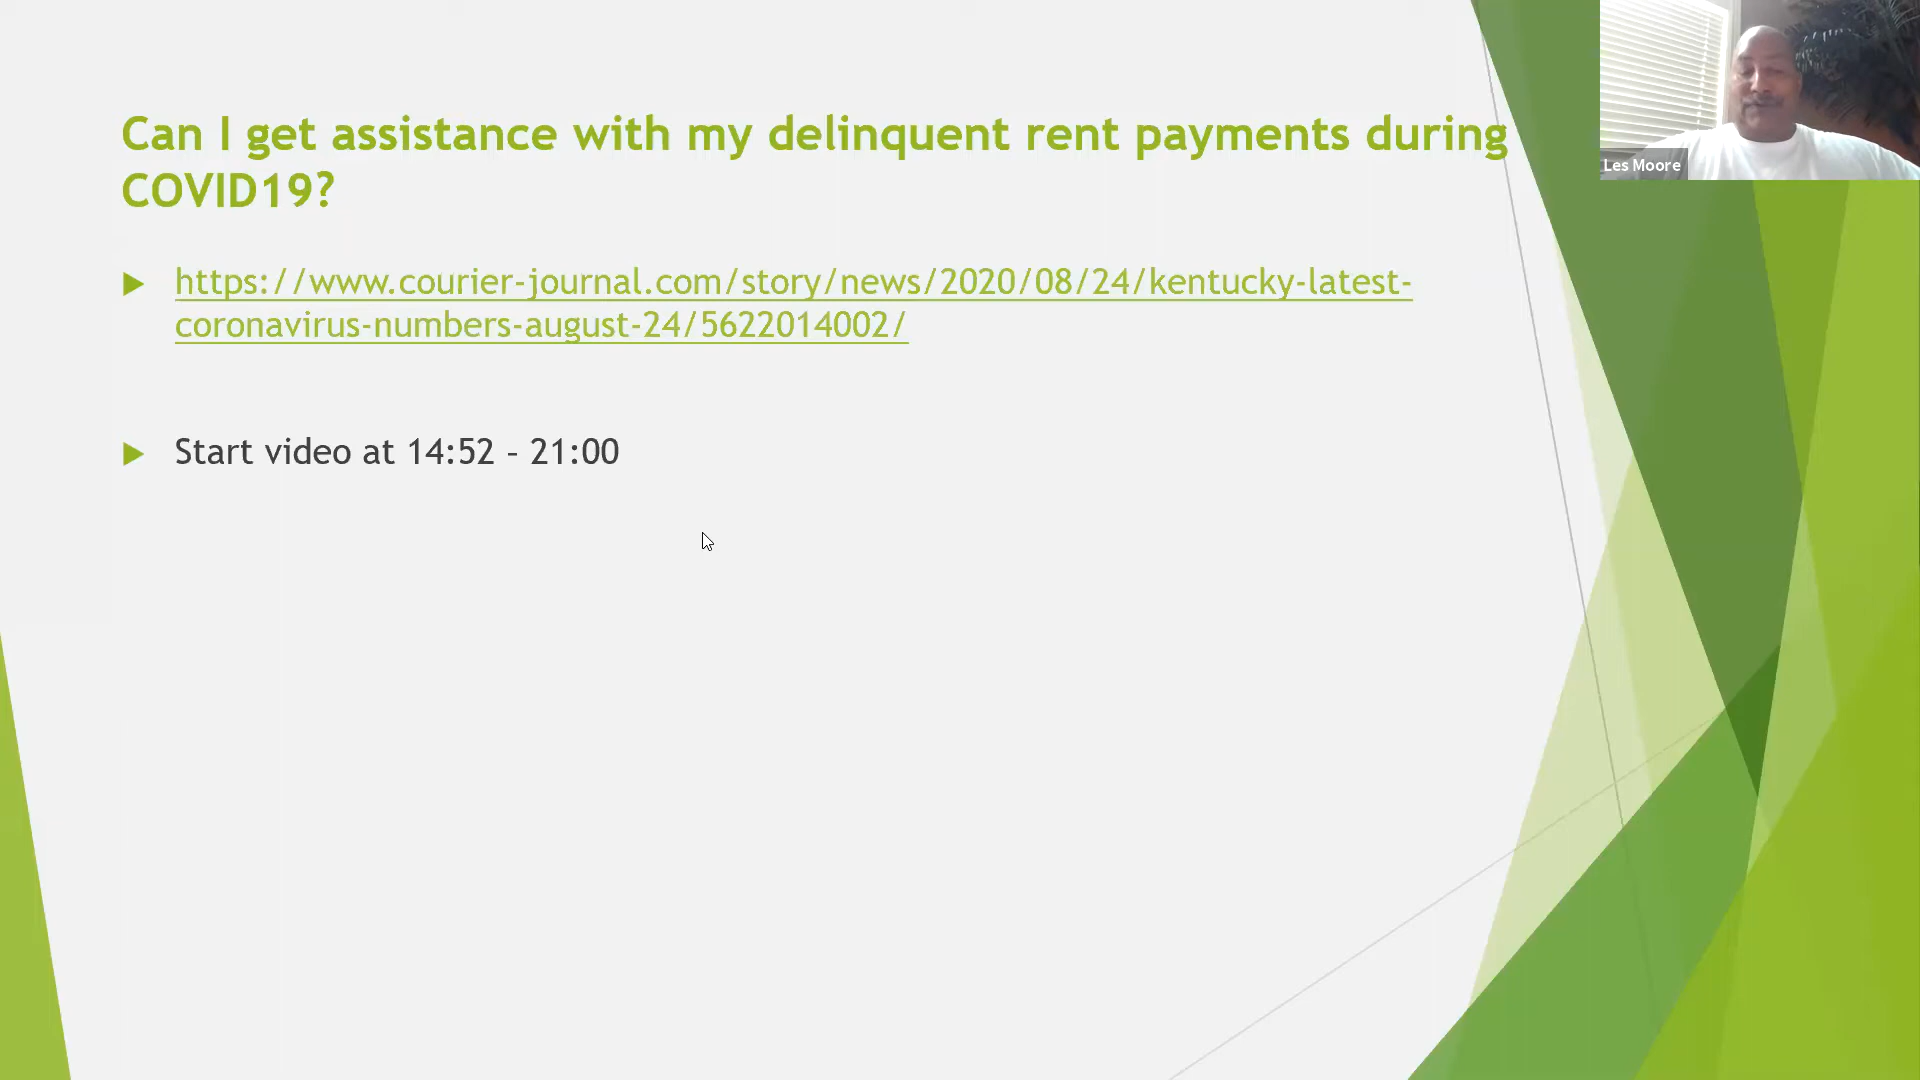 Can I get assistance with my delinquent rent payments during
COVID19?
https://www.courier-journal.com/story/news/2020/08/24/kentucky-latest-
coronavirus-numbers-august-24/5622014002/
Start video at 14:52 – 21:00
Les Moore